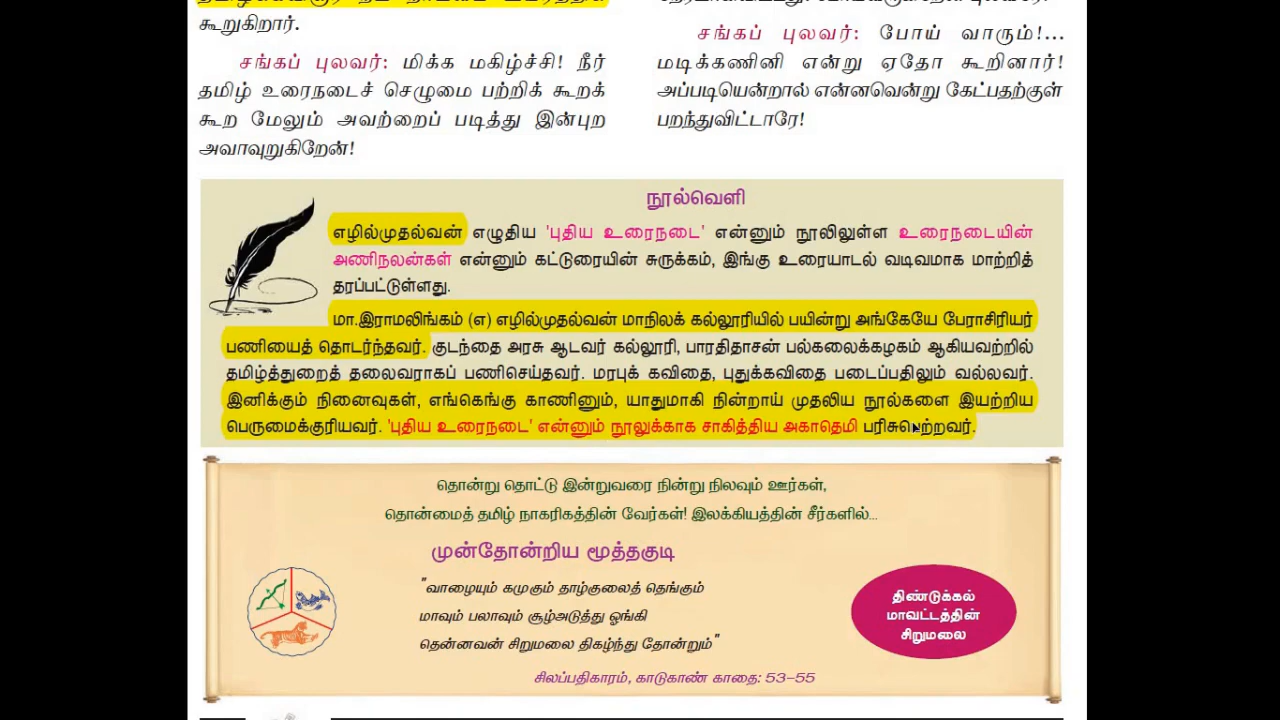 கூறுகிறார்.
சங்கப் புலவர்: மிக்க மகிழ்ச்சி! நீர்
தமிழ் உரைநடைச் செழுமை பற்றிக் கூறக்
கூற மேலும் அவற்றைப் படித்து இன்புற
அவாவுறுகிறேன்!
சங்கப் புலவர்: போய் வாரும்!...
மடிக்கணினி என்று ஏதோ கூறினார்!
அப்படியென்றால் என்னவென்று கேட்பதற்குள்
பறந்துவிட்டாரே!
நூல்வெளி
எழில்முதல்வன் எழுதிய 'புதிய உரைநடை' என்னும் நூலிலுள்ள உரைநடையின்
அணிநலன்கள் என்னும் கட்டுரையின் சுருக்கம், இங்கு உரையாடல் வடிவமாக மாற்றித்
தரப்பட்டுள்ளது.
மா.இராமலிங்கம் (எ) எழில்முதல்வன் மாநிலக் கல்லூரியில் பயின்று அங்கேயே பேராசிரியர்
பணியைத் தொடர்ந்தவர். குடந்தை அரசு ஆடவர் கல்லூரி, பாரதிதாசன் பல்கலைக்கழகம் ஆகியவற்றில்
தமிழ்த்துறைத் தலைவராகப் பணிசெய்தவர். மரபுக் கவிதை, புதுக்கவிதை படைப்பதிலும் வல்லவர்.
இனிக்கும் நினைவுகள், எங்கெங்கு காணினும், யாதுமாகி நின்றாய் முதலிய நூல்களை இயற்றிய
பெருமைக்குரியவர். 'புதிய உரைநடை' என்னும் நூலுக்காக சாகித்திய அகாதெமி பரிசுபெற்றவர்.
தொன்று தொட்டு இன்றுவரை நின்று நிலவும் ஊர்கள்,
தொன்மைத் தமிழ் நாகரிகத்தின் வேர்கள்! இலக்கியத்தின் சீர்களில்...
முன்தோன்றிய மூத்தகுடி
"வாழையும் கமுகும் தாழ்குலைத் தெங்கும்
மாவும் பலாவும் சூழ்அடுத்து ஓங்கி
தென்னவன் சிறுமலை திகழ்ந்து தோன்றும்"
சிலப்பதிகாரம், காடுகாண் காதை: 53-55
திண்டுக்கல்
மாவட்டத்தின்
சிறுமலை